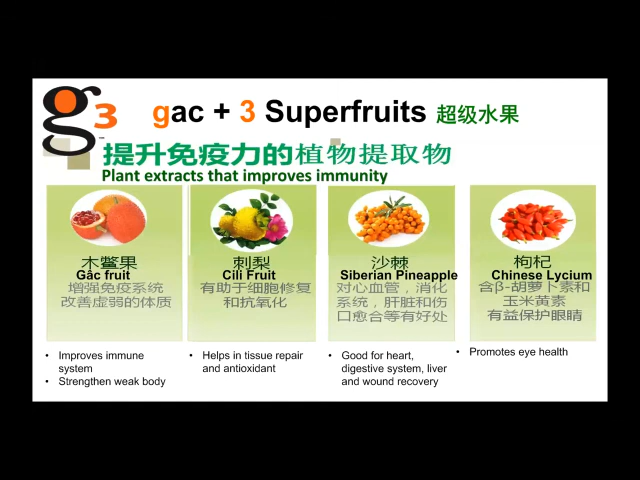 g3
gac + 3 Superfruits 超级水果
提升免疫力的植物提取物
Plant extracts that improves immunity
木鳖果
Gâc fruit
增强免疫系统
改善虚弱的体质
• Improves immune
system
• Strengthen weak body
刺梨
Cili Fruit
有助于细胞修复
和抗氧化
• Helps in tissue repair
and antioxidant
沙棘
Siberian Pineapple
对心血管，消化
系统，肝脏和伤
口愈合等有好处
• Good for heart,
digestive system, liver
and wound recovery
枸杞
Chinese Lycium
含β-胡萝卜素和
玉米黄素
有益保护眼睛
• Promotes eye health